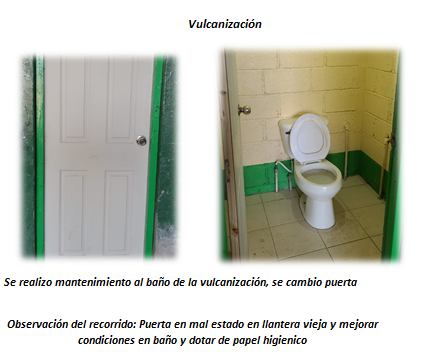 Vulcanización
Se realizo mantenimiento al baño de la vulcanización, se cambio puerta
Observación del recorrido: Puerta en mal estado en llantera vieja y mejorar
condiciones en baño y dotar de papel higienico